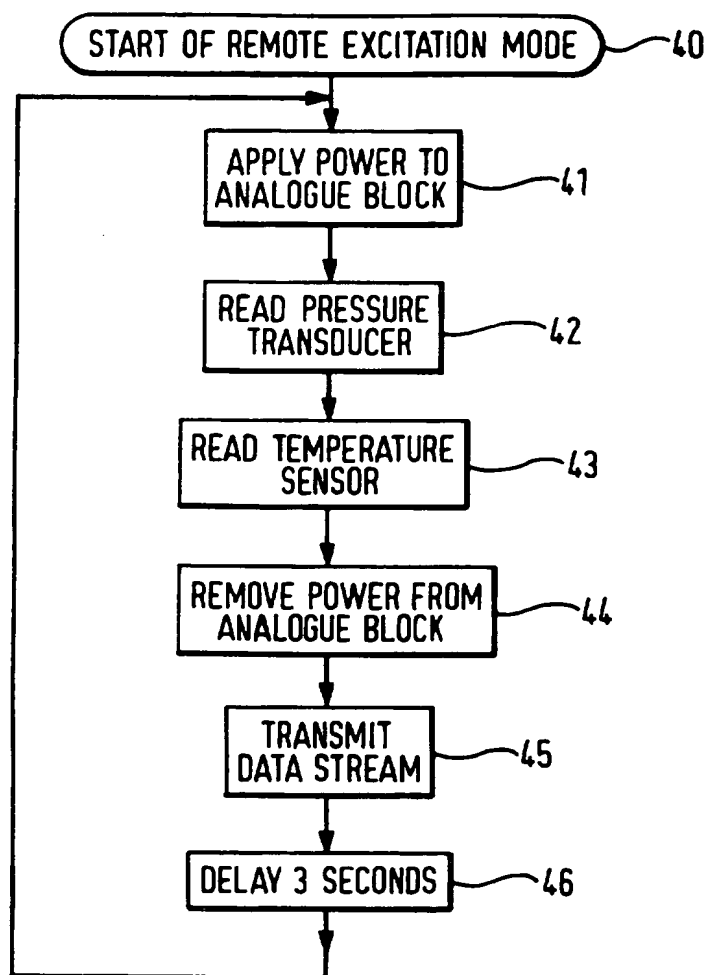 START OF REMOTE EXCITATION MODE
40
APPLY POWER TO
ANALOGUE BLOCK
41
READ PRESSURE
TRANSDUCER
42
READ TEMPERATURE
SENSOR
43
REMOVE POWER FROM
ANALOGUE BLOCK
44
TRANSMIT
DATA STREAM
45
DELAY 3 SECONDS
46